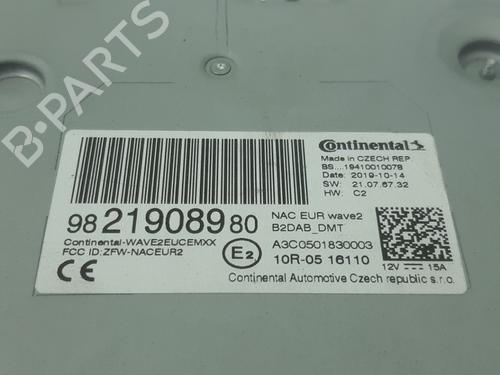 B-PARTS
Continental
Made in CZECH REP
BS....19410010078
Date: 2019-10-14
SW: 21.07.67.32
HW: C2
98 219089 80
NAC EUR wave2
B2DAB_DMT
Continental-WAVE2EUCEMXX
FCC ID:ZFW-NACEUR2
E2
A3C0501830003
10R-05 16110
12V 15A
CE
Continental Automotive Czech republic s.r.o.